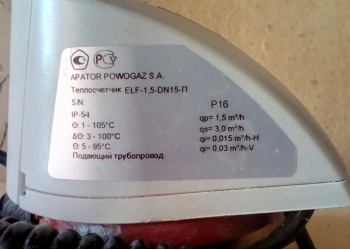 APATOR POWOGAZ S.A.
Теплосчетчик ELF-1,5-DN15-П
S/N: P16
IP-54 qp= 1,5 m³/h
Θ: 1 - 105°C qs= 3,0 m³/h
ΔΘ: 3 - 100°C qi= 0,015 m³/h-H
Θ: 5 - 95°C qi= 0,03 m³/h-V
Подающий трубопровод